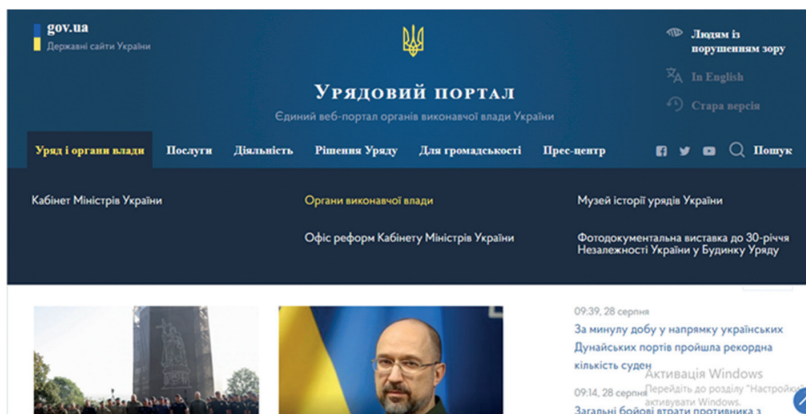 gov.ua
Державні сайти України
Людям із
порушенням зору
In English
Стара версія
Урядовий портал
Єдиний веб-портал органів виконавчої влади України
Уряд і органи влади Послуги Діяльність Рішення Уряду Для громадськості Прес-центр Пошук
Кабінет Міністрів України Органи виконавчої влади Музей історії урядів України
Офіс реформ Кабінету Міністрів України Фотодокументальна виставка до 30-річчя
Незалежності України у Будинку Уряду
09:39, 28 серпня
За минулу добу у напрямку українських
Дунайських портів пройшла рекордна
кількість суден
Активація Windows
09:14, 28 серпня Перейдіть до розділу "Настройки
активувати Windows.
Загальні бойові втрати противника з